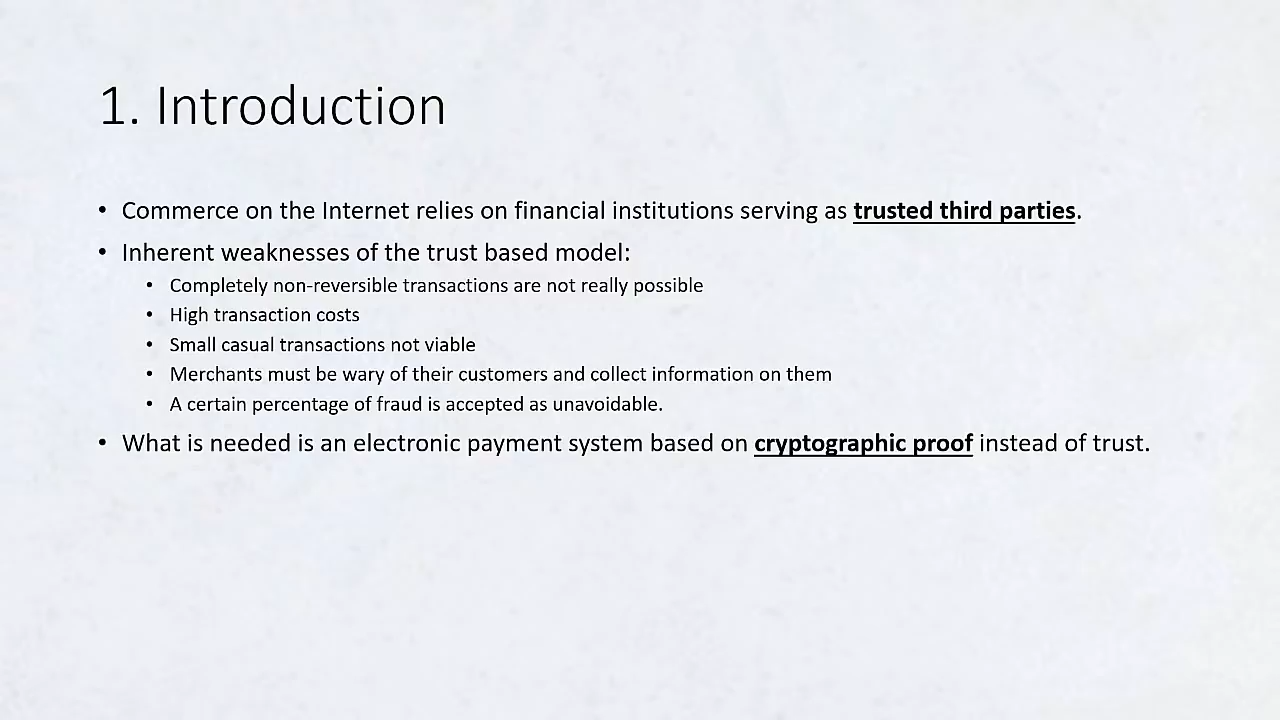 1. Introduction
• Commerce on the Internet relies on financial institutions serving as trusted third parties.
• Inherent weaknesses of the trust based model:
• Completely non-reversible transactions are not really possible
• High transaction costs
• Small casual transactions not viable
• Merchants must be wary of their customers and collect information on them
• A certain percentage of fraud is accepted as unavoidable.
• What is needed is an electronic payment system based on cryptographic proof instead of trust.